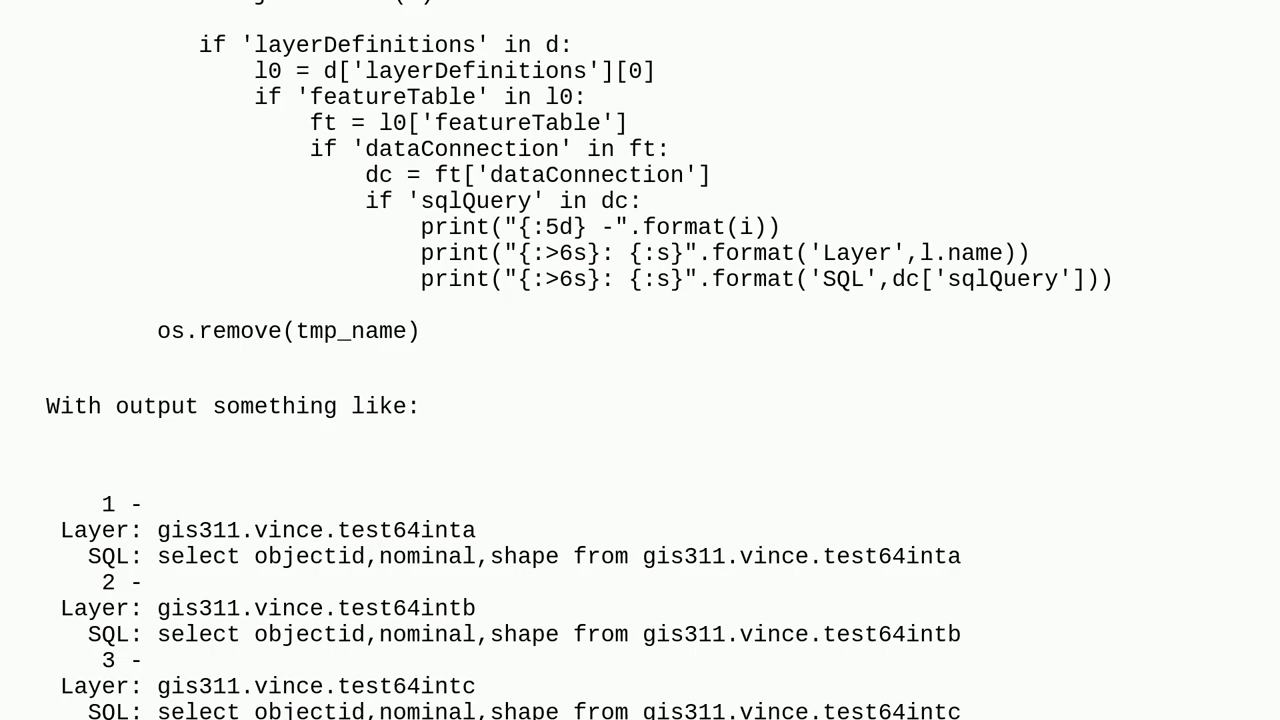 if 'layerDefinitions' in d:
l0 = d['layerDefinitions'][0]
if 'featureTable' in l0:
ft = l0['featureTable']
if 'dataConnection' in ft:
dc = ft['dataConnection']
if 'sqlQuery' in dc:
print("{:5d} -".format(i))
print("{:>6s}: {:s}".format('Layer',l.name))
print("{:>6s}: {:s}".format('SQL',dc['sqlQuery']))
os.remove(tmp_name)
With output something like:
1 -
Layer: gis311.vince.test64inta
SQL: select objectid,nominal,shape from gis311.vince.test64inta
2 -
Layer: gis311.vince.test64intb
SQL: select objectid,nominal,shape from gis311.vince.test64intb
3 -
Layer: gis311.vince.test64intc
SQL: select objectid,nominal,shape from gis311.vince.test64intc